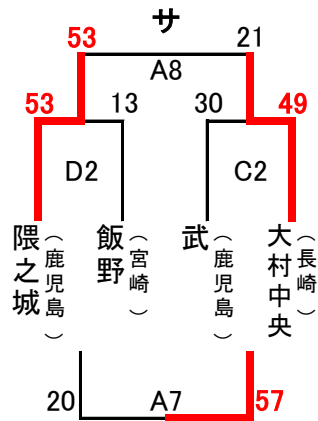 サ
53 21
A8
53 13 30 49
D2 C2
隈之城(鹿児島)
飯野(宮崎)
武(鹿児島)
大村中央(長崎)
20 A7 57